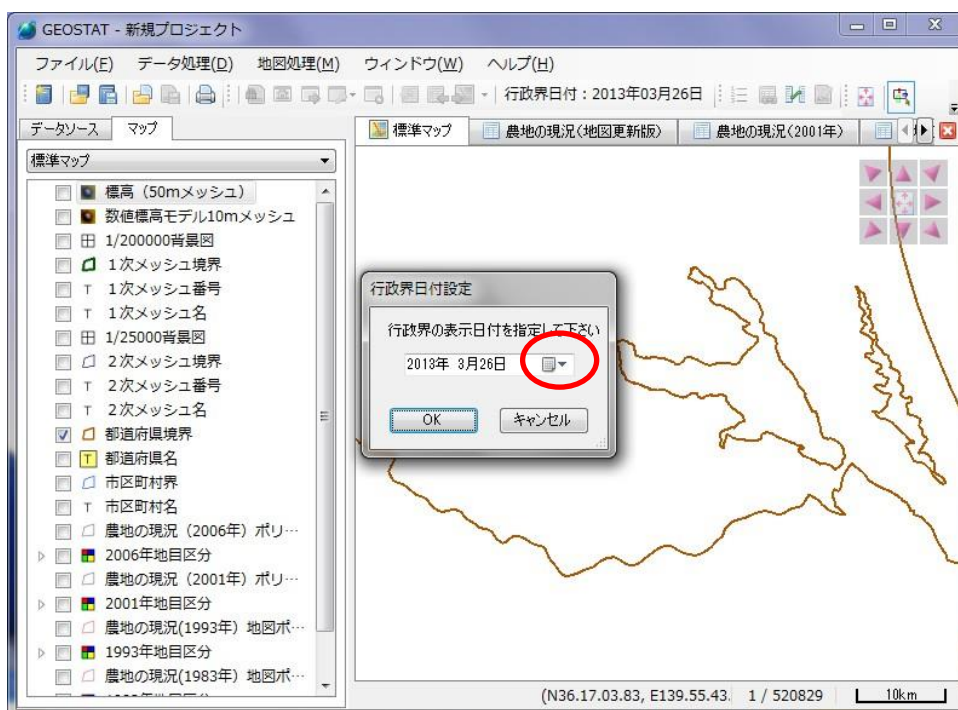 GEOSTAT - 新規プロジェクト
ファイル(F) データ処理(D) 地図処理(M) ウィンドウ(W) ヘルプ(H)
行政界日付：2013年03月26日
データソース マップ
標準マップ 農地の現況(地図更新版) 農地の現況(2001年)
標準マップ
標高（50mメッシュ）
数値標高モデル10mメッシュ
1/200000背景図
1次メッシュ境界
T 1次メッシュ番号
T 1次メッシュ名
1/25000背景図
2次メッシュ境界
T 2次メッシュ番号
T 2次メッシュ名
都道府県境界
T 都道府県名
市区町村界
T 市区町村名
農地の現況（2006年）ポリ…
2006年地目区分
農地の現況（2001年）ポリ…
2001年地目区分
農地の現況(1993年）地図ポ…
1993年地目区分
農地の現況(1983年）地図ポ…
行政界日付設定
行政界の表示日付を指定して下さい
2013年 3月26日
OK キャンセル
(N36.17.03.83, E139.55.43. 1 / 520829 10km